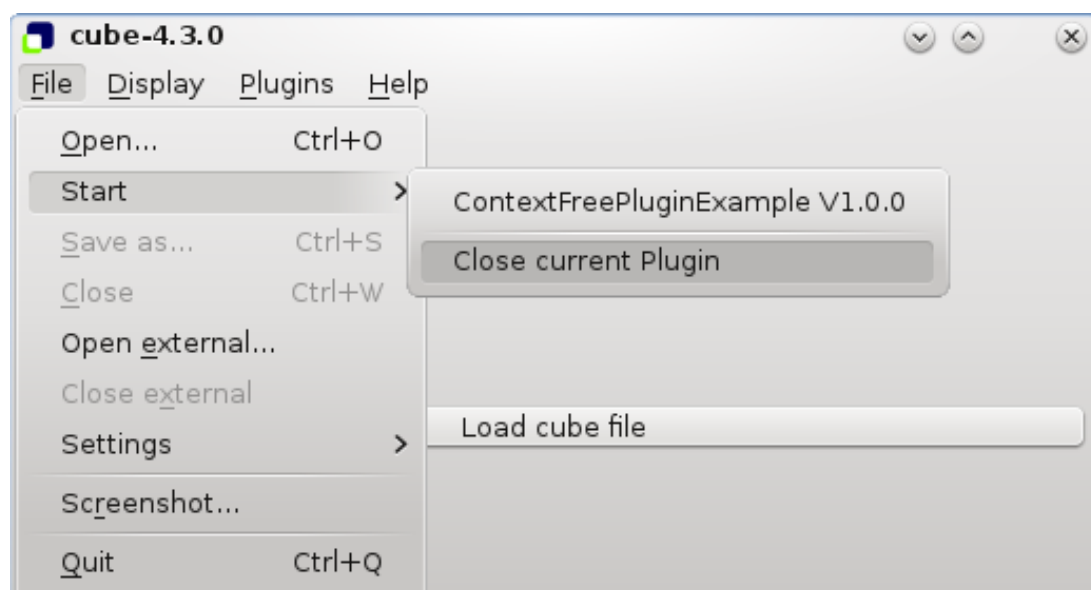 cube-4.3.0
File Display Plugins Help
Open... Ctrl+O
Start
ContextFreePluginExample V1.0.0
Save as... Ctrl+S
Close current Plugin
Close Ctrl+W
Open external...
Close external
Load cube file
Settings
Screenshot...
Quit Ctrl+Q